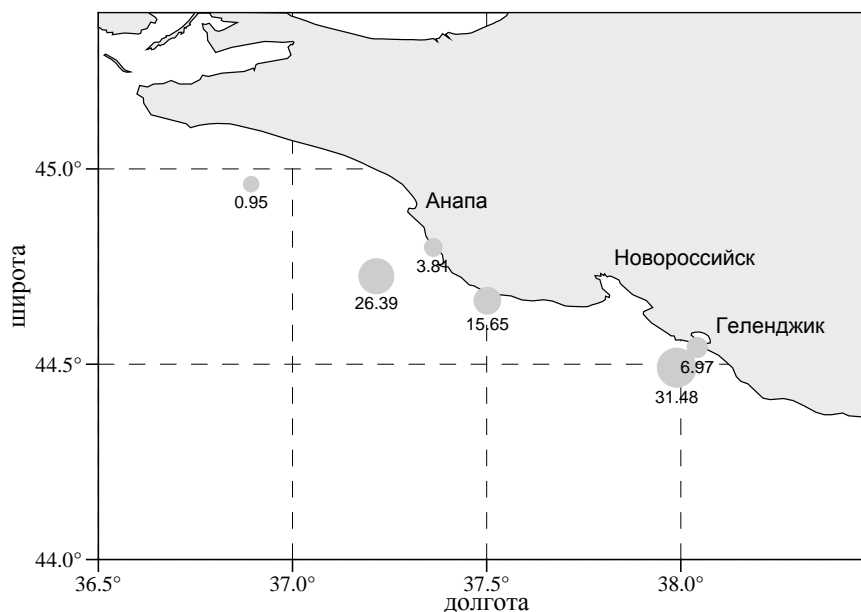 45.0°
Анапа
0.95
3.84
Новороссийск
26.39
15.65
Геленджик
44.5°
6.97
31.48
широта
44.0°
36.5° 37.0° 37.5° 38.0°
долгота